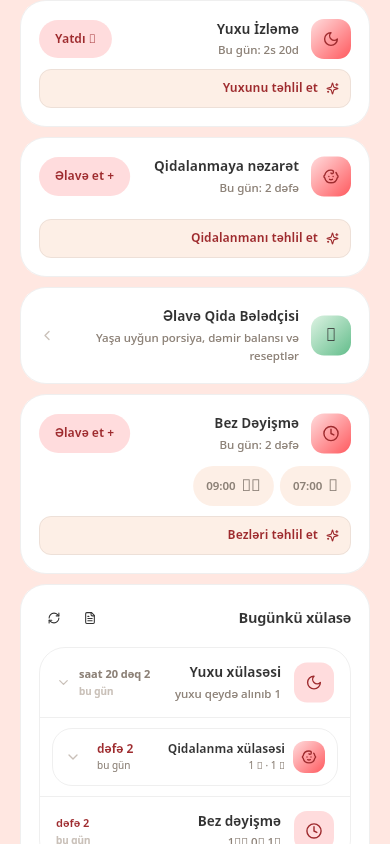 Yuxu İzləmə
Bu gün: 2s 20d
Yatdı
Yuxunu təhlil et
Qidalanmaya nəzarət
Bu gün: 2 dəfə
Əlavə et +
Qidalanmanı təhlil et
Əlavə Qida Bələdçisi
Yaşa uyğun porsiya, dəmir balansı və
reseptlər
Bez Dəyişmə
Bu gün: 2 dəfə
Əlavə et +
07:00
09:00
Bezləri təhlil et
Bugünkü xülasə
Yuxu xülasəsi
yuxu qeydə alınıb 1
saat 20 dəq 2
bu gün
Qidalanma xülasəsi
1 · 1
dəfə 2
bu gün
Bez dəyişmə
dəfə 2
bu gün